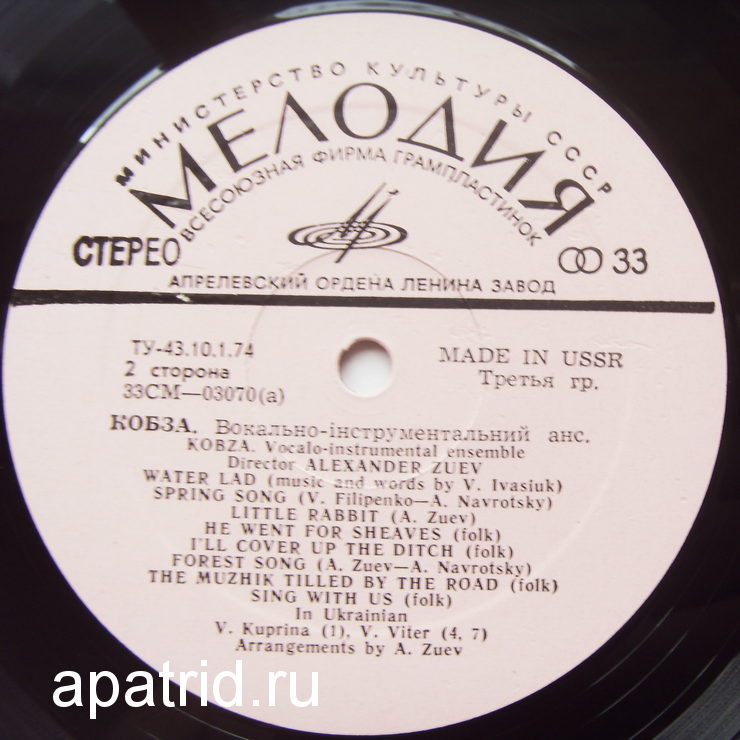 МИНИСТЕРСТВО КУЛЬТУРЫ СССР
МЕЛОДИЯ
ВСЕСОЮЗНАЯ ФИРМА ГРАМПЛАСТИНОК
СТЕРЕО
33
АПРЕЛЕВСКИЙ ОРДЕНА ЛЕНИНА ЗАВОД
ТУ-43.10.1.74
2 сторона
33СМ—03070(а)
MADE IN USSR
Третья гр.
КОБЗА. Вокально-інструментальний анс.
KOBZA. Vocalo-instrumental ensemble
Director ALEXANDER ZUEV
WATER LAD (music and words by V. Ivasiuk)
SPRING SONG (V. Filipenko—A. Navrotsky)
LITTLE RABBIT (A. Zuev)
HE WENT FOR SHEAVES (folk)
I'LL COVER UP THE DITCH (folk)
FOREST SONG (A. Zuev—A. Navrotsky)
THE MUZHIK TILLED BY THE ROAD (folk)
SING WITH US (folk)
In Ukrainian
V. Kuprina (1), V. Viter (4, 7)
Arrangements by A. Zuev
apatrid.ru